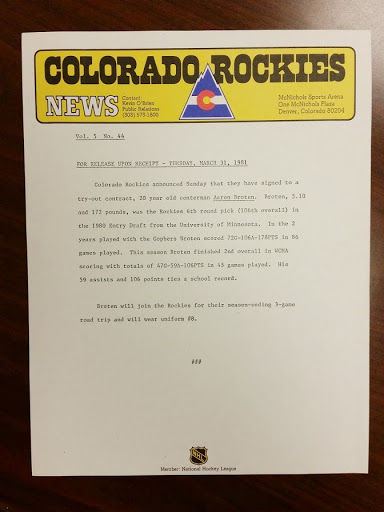 COLORADO ROCKIES
NEWS
Contact
Kevin O'Brien
Public Relations
(303) 573-1800
McNichols Sports Arena
One McNichols Plaza
Denver, Colorado 80204
Vol. 5 No. 44
FOR RELEASE UPON RECEIPT - TUESDAY, MARCH 31, 1981
Colorado Rockies announced Sunday that they have signed to a
try-out contract, 20 year old centerman Aaron Broten. Broten, 5.10
and 172 pounds, was the Rockies 6th round pick (106th overall) in
the 1980 Entry Draft from the University of Minnesota. In the 2
years played with the Gophers Broten scored 72G-106A-178PTS in 86
games played. This season Broten finished 2nd overall in WCHA
scoring with totals of 47G-59A-106PTS in 45 games played. His
59 assists and 106 points ties a school record.
Broten will join the Rockies for their season-ending 3-game
road trip and will wear uniform #8.
###
NHL
Member: National Hockey League